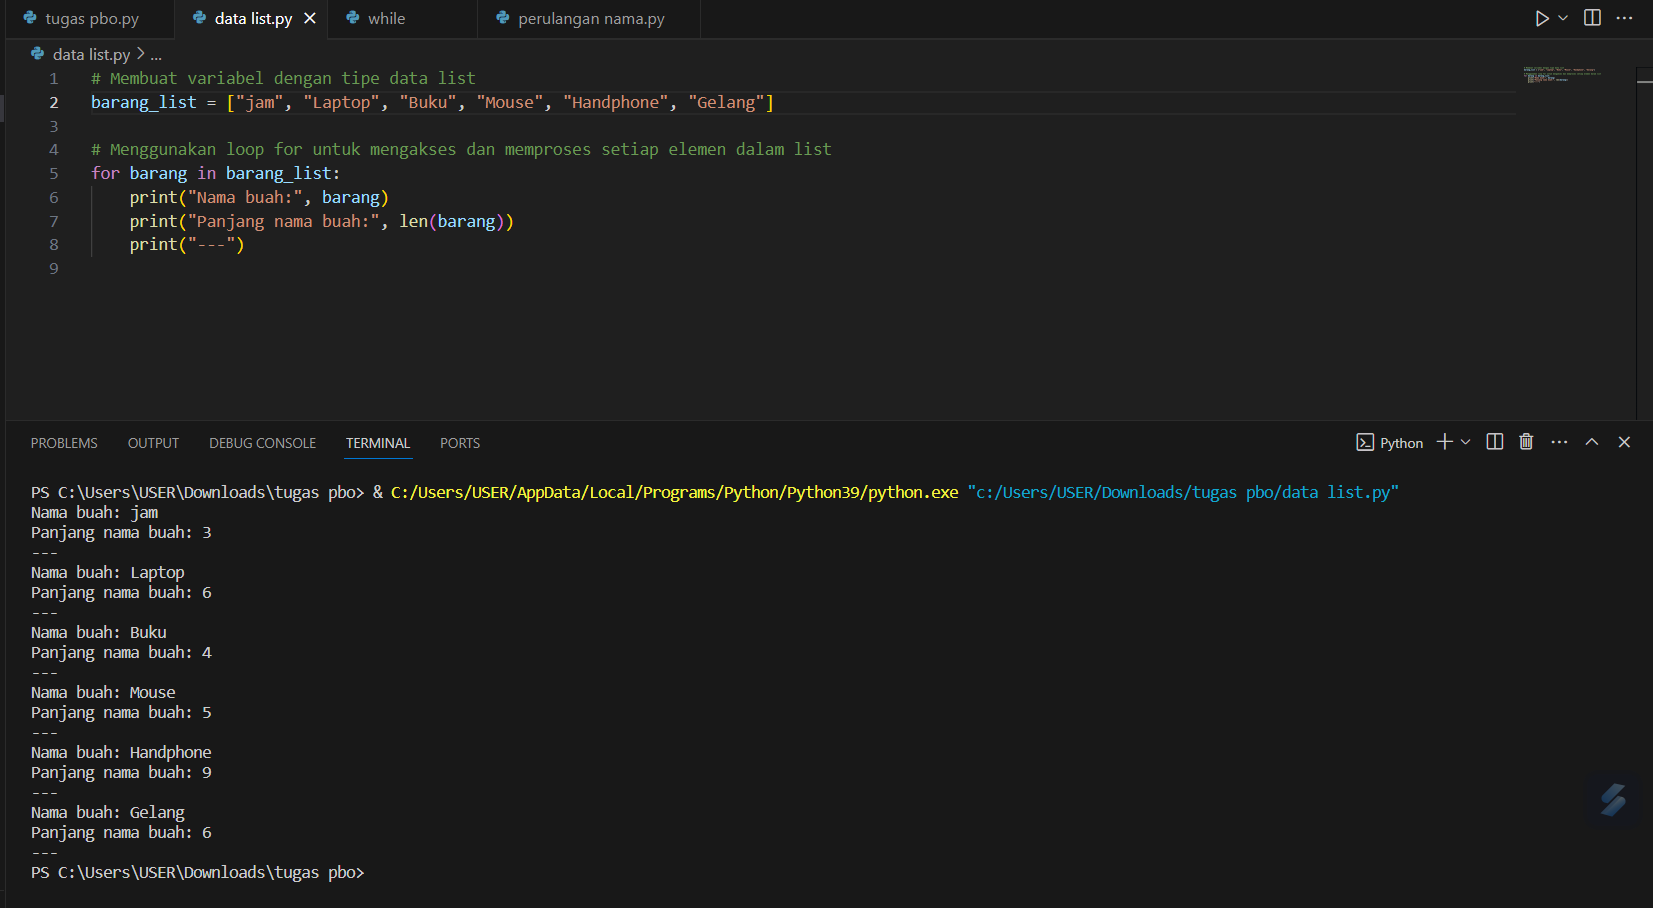 tugas pbo.py
data list.py
while
perulangan nama.py
data list.py > ...
1 # Membuat variabel dengan tipe data list
2 barang_list = ["jam", "Laptop", "Buku", "Mouse", "Handphone", "Gelang"]
3
4 # Menggunakan loop for untuk mengakses dan memproses setiap elemen dalam list
5 for barang in barang_list:
6     print("Nama buah:", barang)
7     print("Panjang nama buah:", len(barang))
8     print("---")
9
PROBLEMS OUTPUT DEBUG CONSOLE TERMINAL PORTS
Python
PS C:\Users\USER\Downloads\tugas pbo> & C:/Users/USER/AppData/Local/Programs/Python/Python39/python.exe "c:/Users/USER/Downloads/tugas pbo/data list.py"
Nama buah: jam
Panjang nama buah: 3
---
Nama buah: Laptop
Panjang nama buah: 6
---
Nama buah: Buku
Panjang nama buah: 4
---
Nama buah: Mouse
Panjang nama buah: 5
---
Nama buah: Handphone
Panjang nama buah: 9
---
Nama buah: Gelang
Panjang nama buah: 6
---
PS C:\Users\USER\Downloads\tugas pbo>